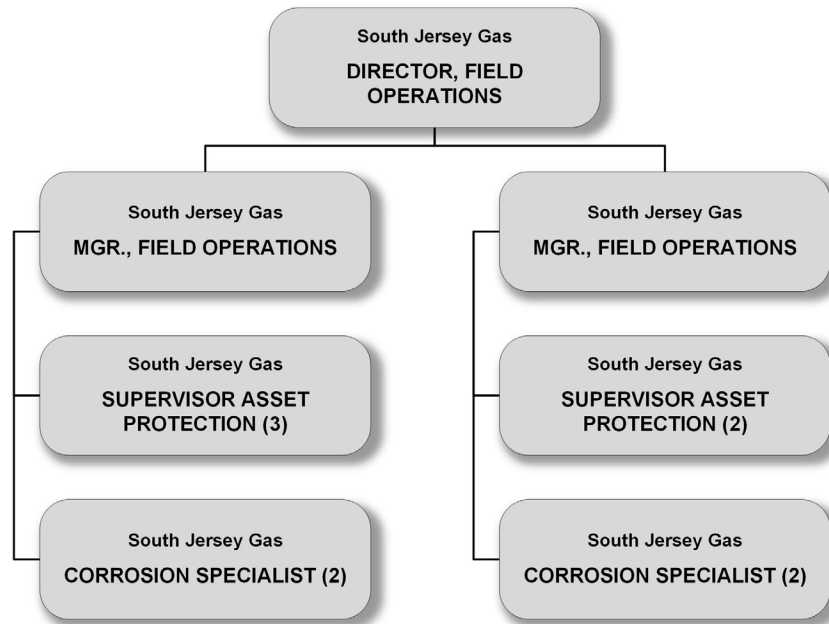 South Jersey Gas
DIRECTOR, FIELD
OPERATIONS
South Jersey Gas
MGR., FIELD OPERATIONS
South Jersey Gas
MGR., FIELD OPERATIONS
South Jersey Gas
SUPERVISOR ASSET
PROTECTION (3)
South Jersey Gas
SUPERVISOR ASSET
PROTECTION (2)
South Jersey Gas
CORROSION SPECIALIST (2)
South Jersey Gas
CORROSION SPECIALIST (2)